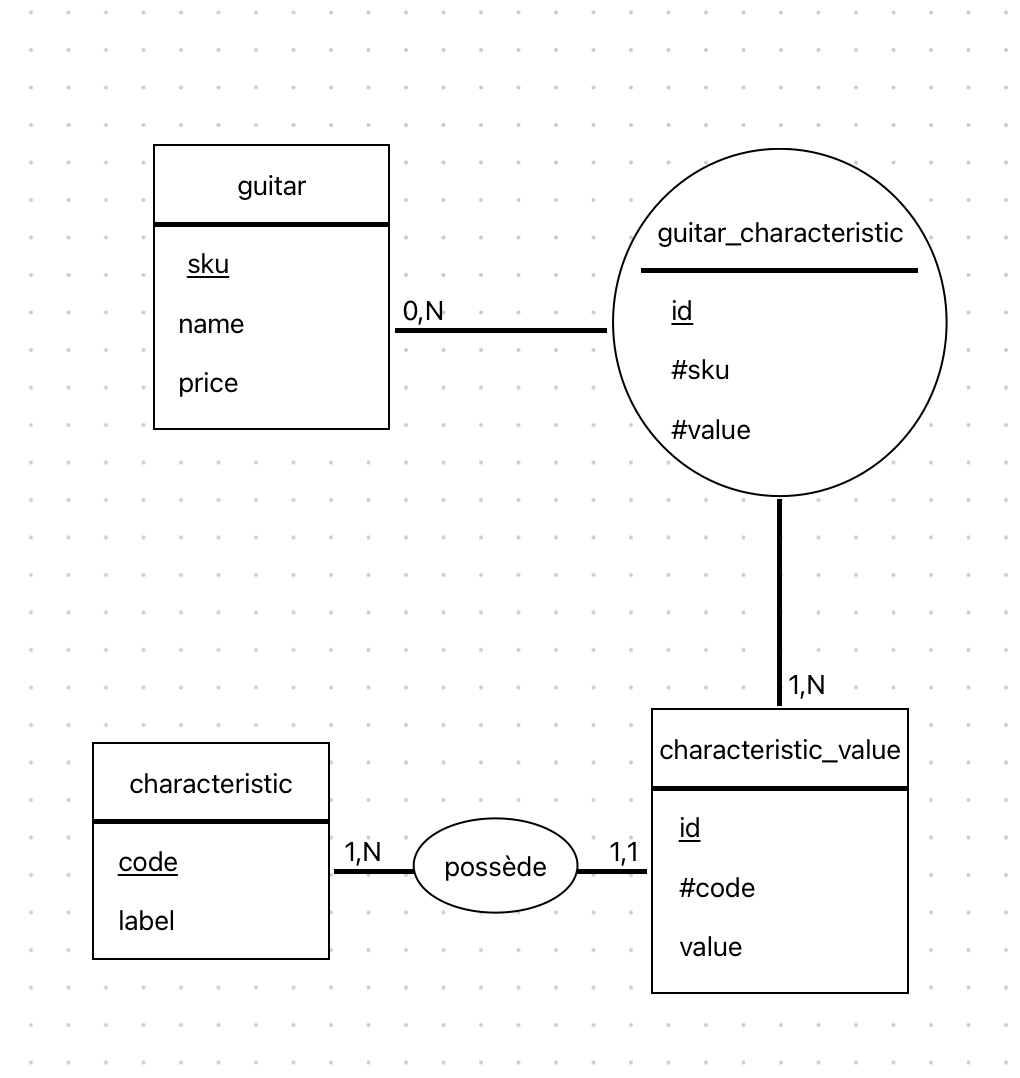 guitar
sku
name
price
0,N
guitar_characteristic
id
#sku
#value
1,N
characteristic_value
id
#code
value
characteristic
code
label
1,N
possède
1,1